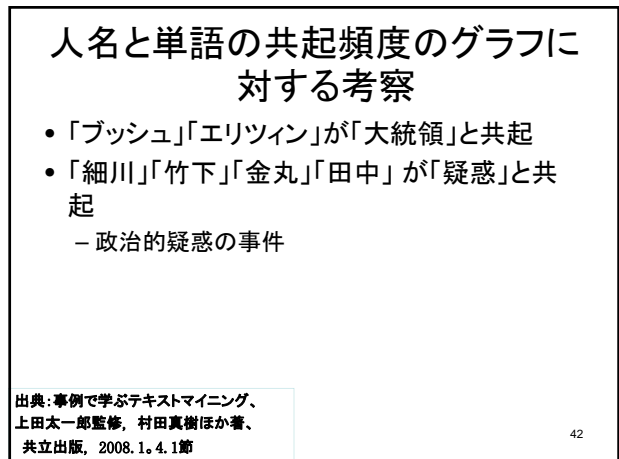 人名と単語の共起頻度のグラフに
対する考察
• 「ブッシュ」「エリツィン」が「大統領」と共起
• 「細川」「竹下」「金丸」「田中」 が「疑惑」と共
起
– 政治的疑惑の事件
出典:事例で学ぶテキストマイニング、
上田太一郎監修, 村田真樹ほか著、
共立出版, 2008.1。4.1節
42